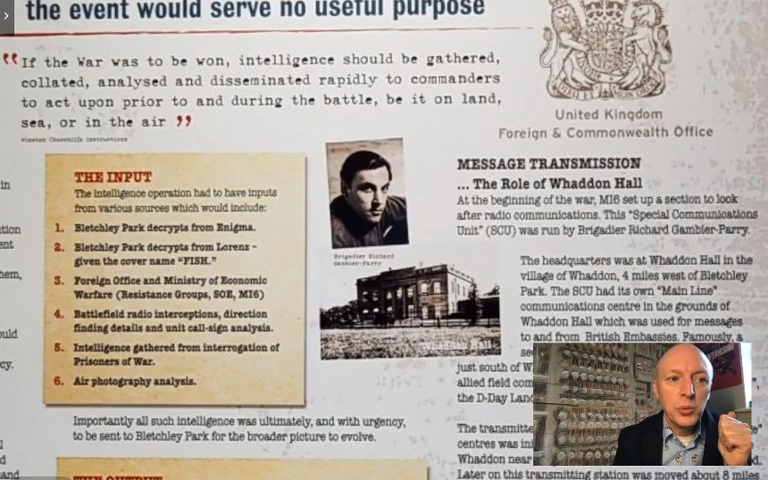 the event would serve no useful purpose
“If the War was to be won, intelligence should be gathered,
collated, analysed and disseminated rapidly to commanders
to act upon prior to and during the battle, be it on land,
sea, or in the air”
Winston Churchill's instructions
THE INPUT
The intelligence operation had to have inputs
from various sources which would include:
1. Bletchley Park decrypts from Enigma.
2. Bletchley Park decrypts from Lorenz –
given the cover name “FISH.”
3. Foreign Office and Ministry of Economic
Warfare (Resistance Groups, SOE, MI6)
4. Battlefield radio interceptions, direction
finding details and unit call-sign analysis.
5. Intelligence gathered from interrogation of
Prisoners of War.
6. Air photography analysis.
Importantly all such intelligence was ultimately, and with urgency,
to be sent to Bletchley Park for the broader picture to evolve.
THE OUTPUT
Brigadier Richard
Gambier-Parry
Whaddon Hall
United Kingdom
Foreign & Commonwealth Office
MESSAGE TRANSMISSION
... The Role of Whaddon Hall
At the beginning of the war, MI6 set up a section to look
after radio communications. This “Special Communications
Unit” (SCU) was run by Brigadier Richard Gambier-Parry.
The headquarters was at Whaddon Hall in the
village of Whaddon, 4 miles west of Bletchley
Park. The SCU had its own “Main Line”
communications centre in the grounds of
Whaddon Hall which was used for messages
to and from British Embassies. Famously, a
just south of
allied field
the D-Day
The
centres was
Whaddon near
Later on this transmitting station was moved about 8 miles